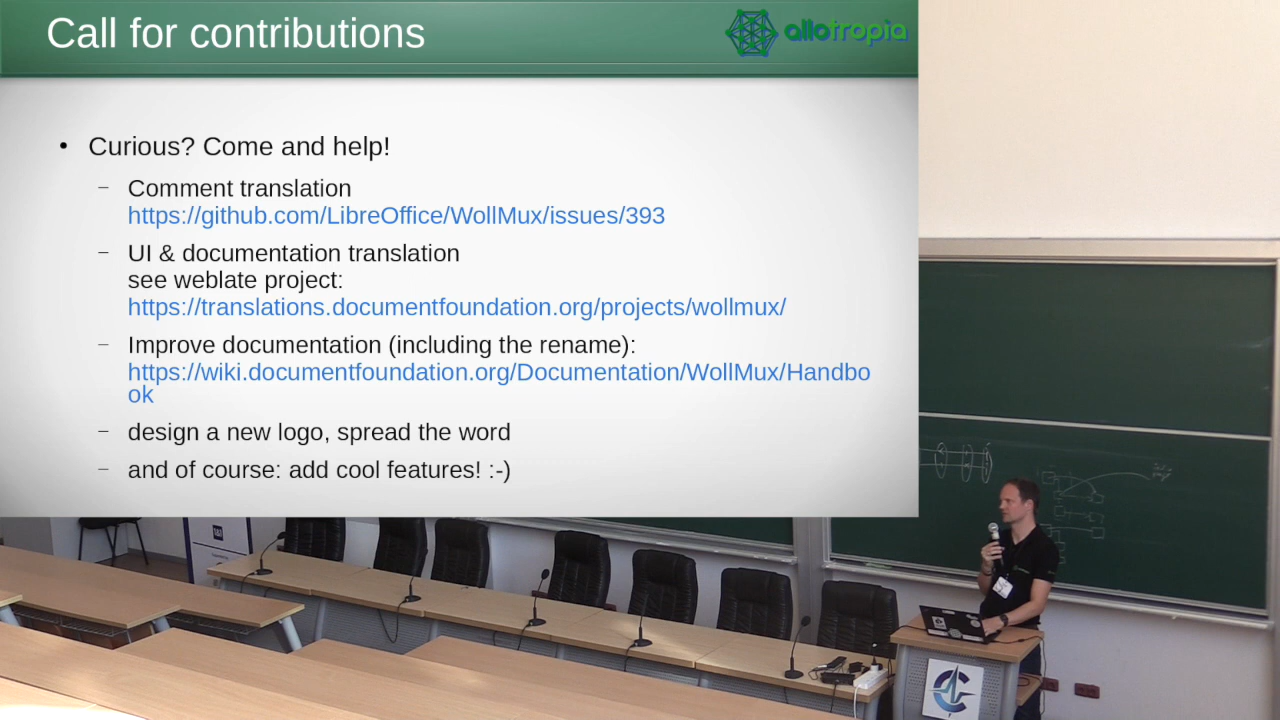 Call for contributions
allotropia
• Curious? Come and help!
– Comment translation
https://github.com/LibreOffice/WollMux/issues/393
– UI & documentation translation
see weblate project:
https://translations.documentfoundation.org/projects/wollmux/
– Improve documentation (including the rename):
https://wiki.documentfoundation.org/Documentation/WollMux/Handbo
ok
– design a new logo, spread the word
– and of course: add cool features! :-)